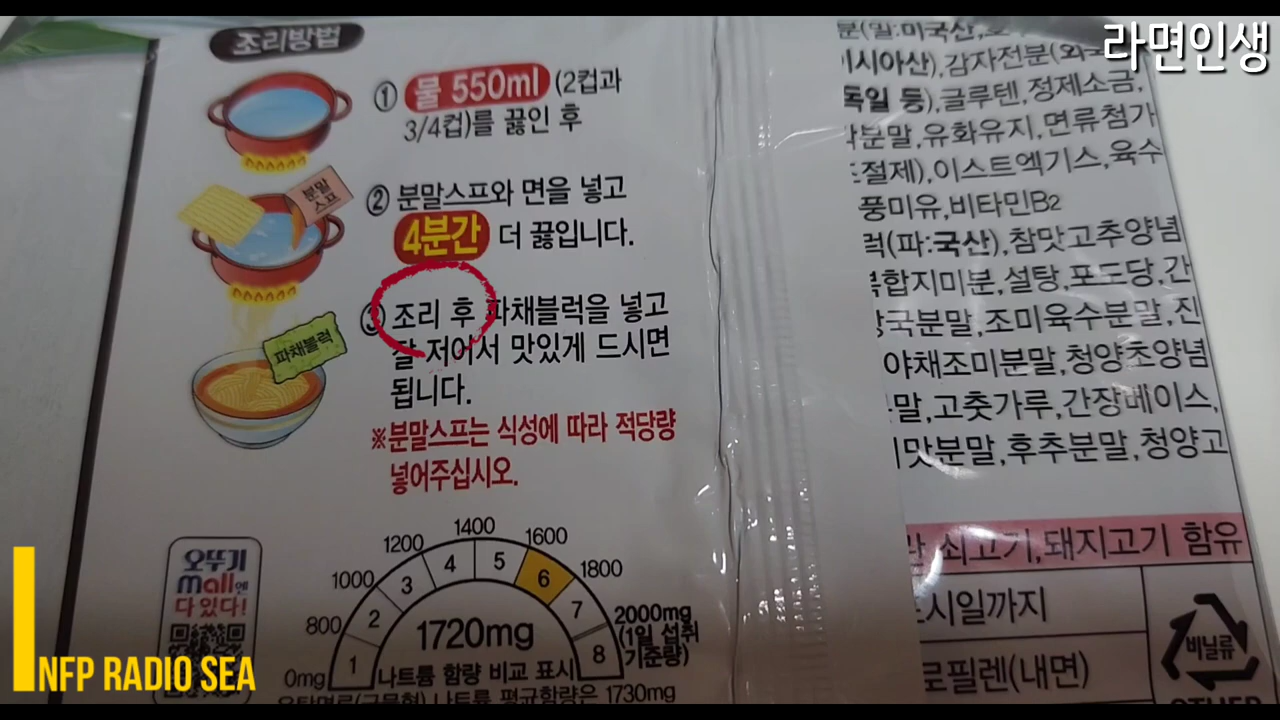 라면인생
조리방법
① 물 550ml (2컵과
3/4컵)를 끓인 후
분말
스프
② 분말스프와 면을 넣고
4분간 더 끓입니다.
③ 조리 후 파채블럭을 넣고
잘 저어서 맛있게 드시면
됩니다.
파채블럭
※분말스프는 식성에 따라 적당량
넣어주십시오.
오뚜기
mall엔
다 있다!
0mg 800 1000 1200 1400 1600 1800 2000mg
(1일 섭취
기준량)
1 2 3 4 5 6 7 8
1720mg
나트륨 함량 비교 표시
나트륨 평균함량은 1730mg
미국산,
감자전분
독일 등),글루텐,정제소금,
분말,유화유지,면류첨가
이스트엑기스,육수
풍미유,비타민B2
(파:국산),참맛고추양념
복합지미분,설탕,포도당,간
분말,조미육수분말,진
야채조미분말,청양초양념
고춧가루,간장베이스,
맛분말,후추분말,청양고
쇠고기,돼지고기 함유
시일까지
로필렌(내면)
비닐류
OTHER
INFP RADIO SEA